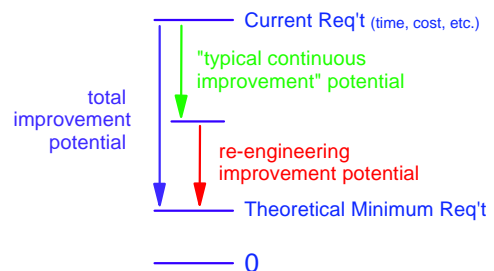 Current Req't (time, cost, etc.)
"typical continuous
improvement" potential
total
improvement
potential
re-engineering
improvement potential
Theoretical Minimum Req't
0